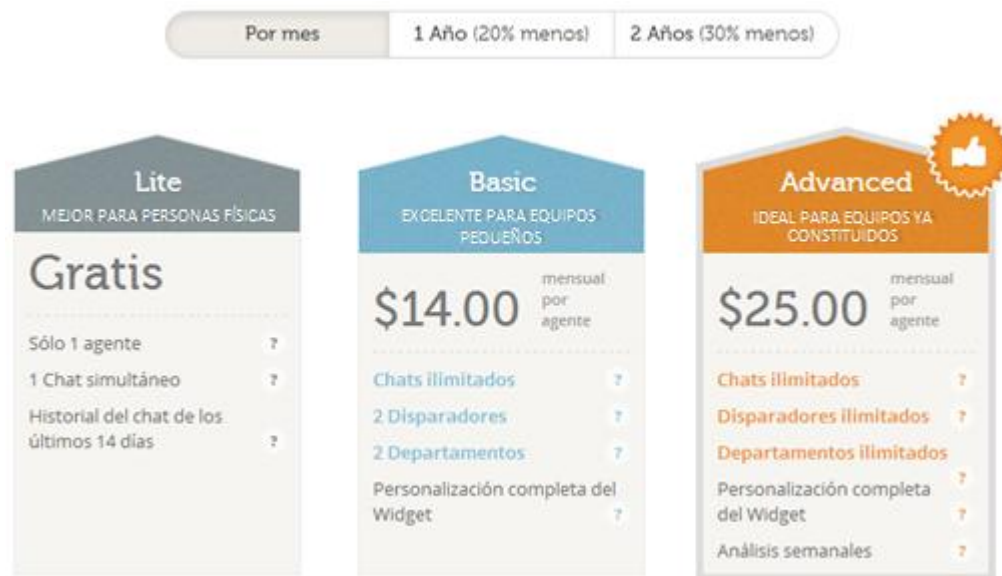 Por mes
1 Año (20% menos)
2 Años (30% menos)
Lite
MEJOR PARA PERSONAS FÍSICAS
Gratis
Sólo 1 agente ?
1 Chat simultáneo ?
Historial del chat de los
últimos 14 días ?
Basic
EXCELENTE PARA EQUIPOS
PEQUEÑOS
$14.00
mensual
por
agente
Chats ilimitados ?
2 Disparadores ?
2 Departamentos ?
Personalización completa del
Widget ?
Advanced
IDEAL PARA EQUIPOS YA
CONSTITUIDOS
$25.00
mensual
por
agente
Chats ilimitados ?
Disparadores ilimitados ?
Departamentos ilimitados
?
Personalización completa
del Widget ?
Análisis semanales ?